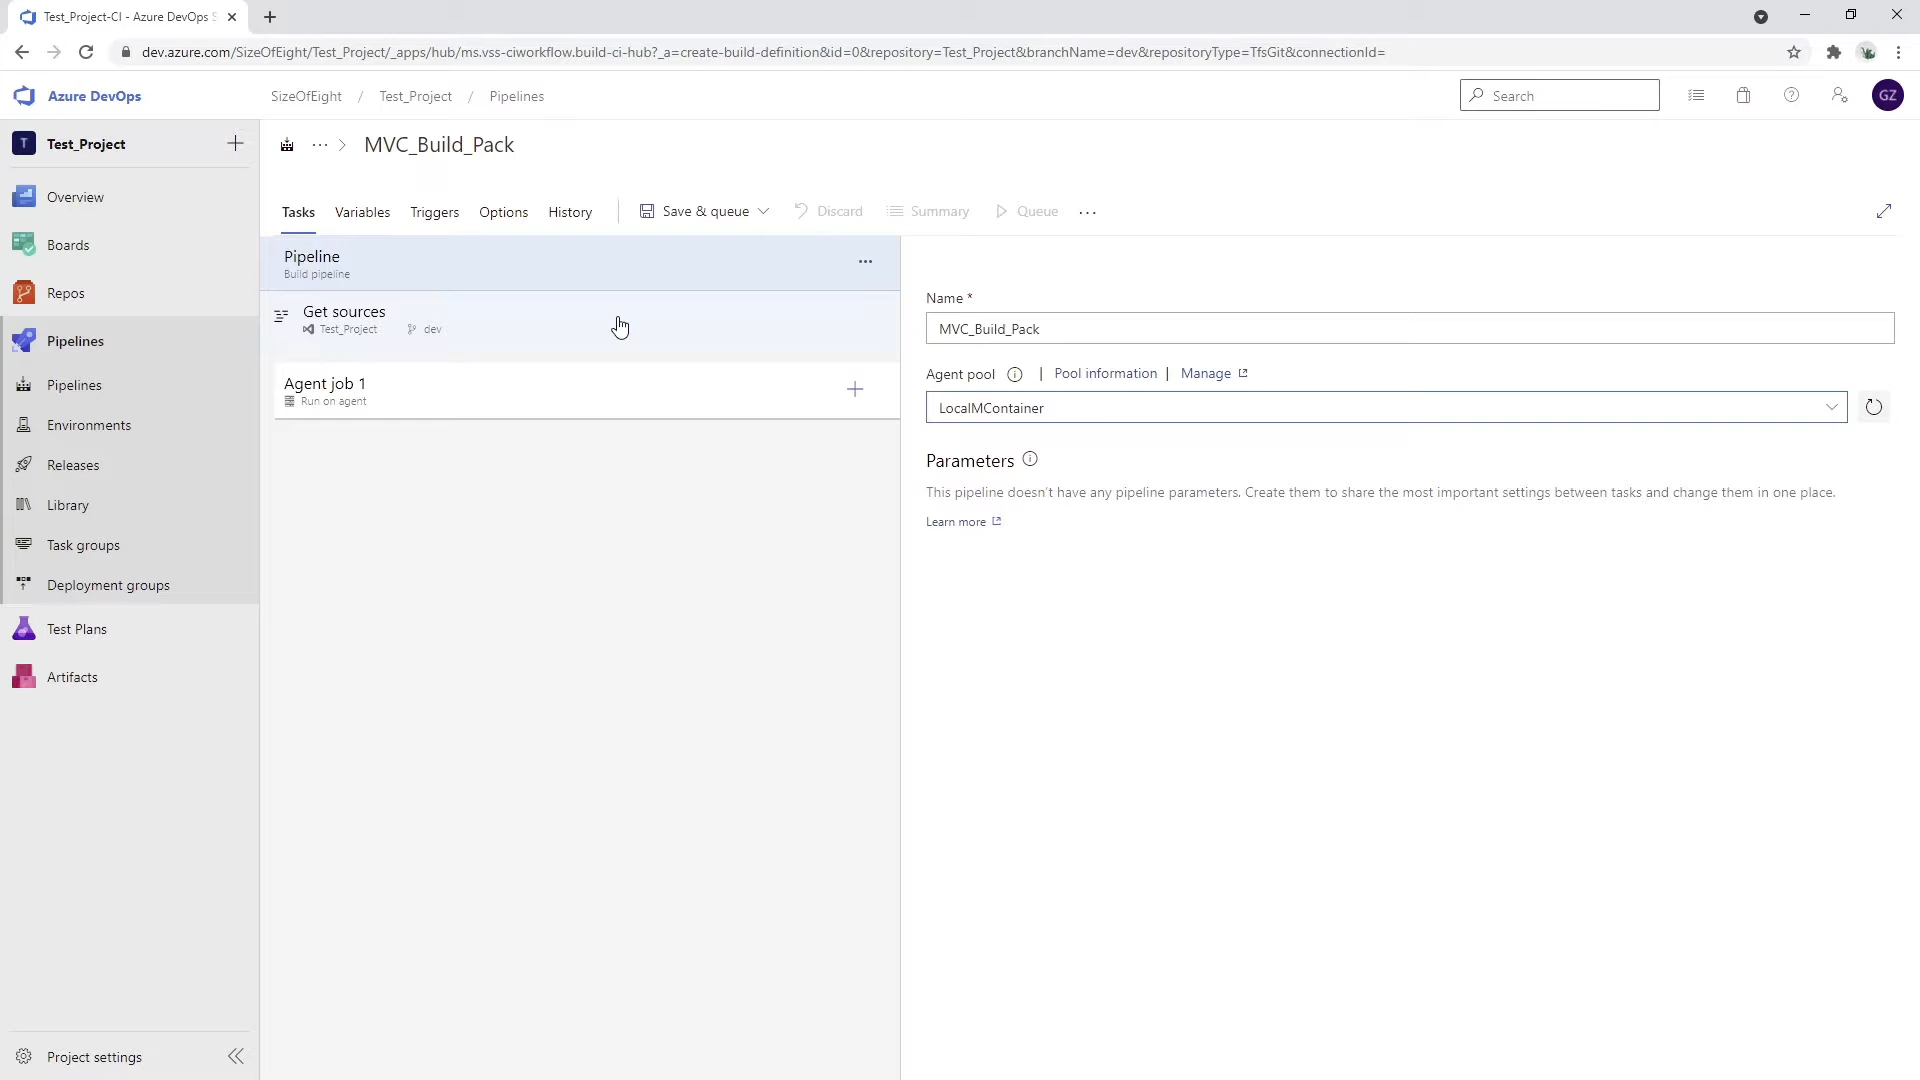 Test_Project-CI - Azure DevOps S
dev.azure.com/SizeOfEight/Test_Project/_apps/hub/ms.vss-ciworkflow.build-ci-hub?_a=create-build-definition&id=0&repository=Test_Project&branchName=dev&repositoryType=TfsGit&connectionId=
Azure DevOps
SizeOfEight / Test_Project / Pipelines
Search
GZ
T Test_Project
MVC_Build_Pack
Overview
Boards
Repos
Pipelines
Pipelines
Environments
Releases
Library
Task groups
Deployment groups
Test Plans
Artifacts
Project settings
Tasks Variables Triggers Options History Save & queue Discard Summary Queue
Pipeline
Build pipeline
Get sources
Test_Project dev
Agent job 1
Run on agent
Name *
MVC_Build_Pack
Agent pool | Pool information | Manage
LocalMContainer
Parameters
This pipeline doesn't have any pipeline parameters. Create them to share the most important settings between tasks and change them in one place.
Learn more